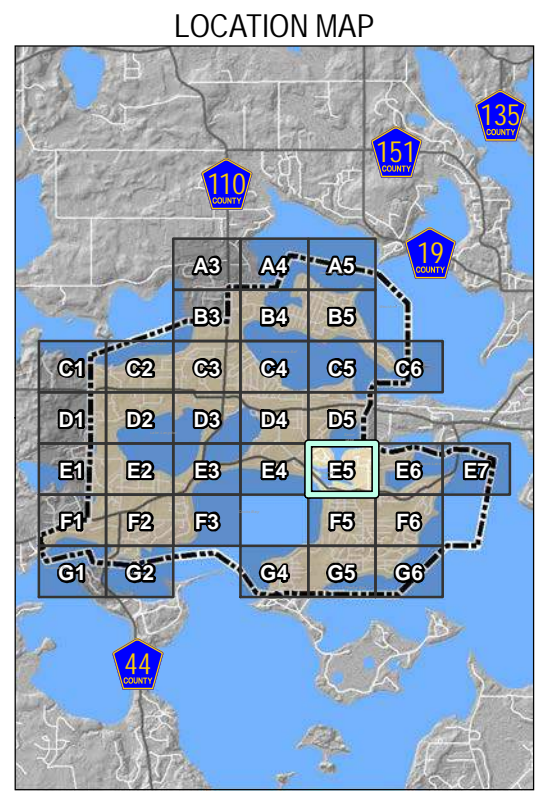 LOCATION MAP
135
COUNTY
151
COUNTY
110
COUNTY
19
COUNTY
A3 A4 A5
B3 B4 B5
C1 C2 C3 C4 C5 C6
D1 D2 D3 D4 D5
E1 E2 E3 E4 E5 E6 E7
F1 F2 F3 F5 F6
G1 G2 G4 G5 G6
44
COUNTY